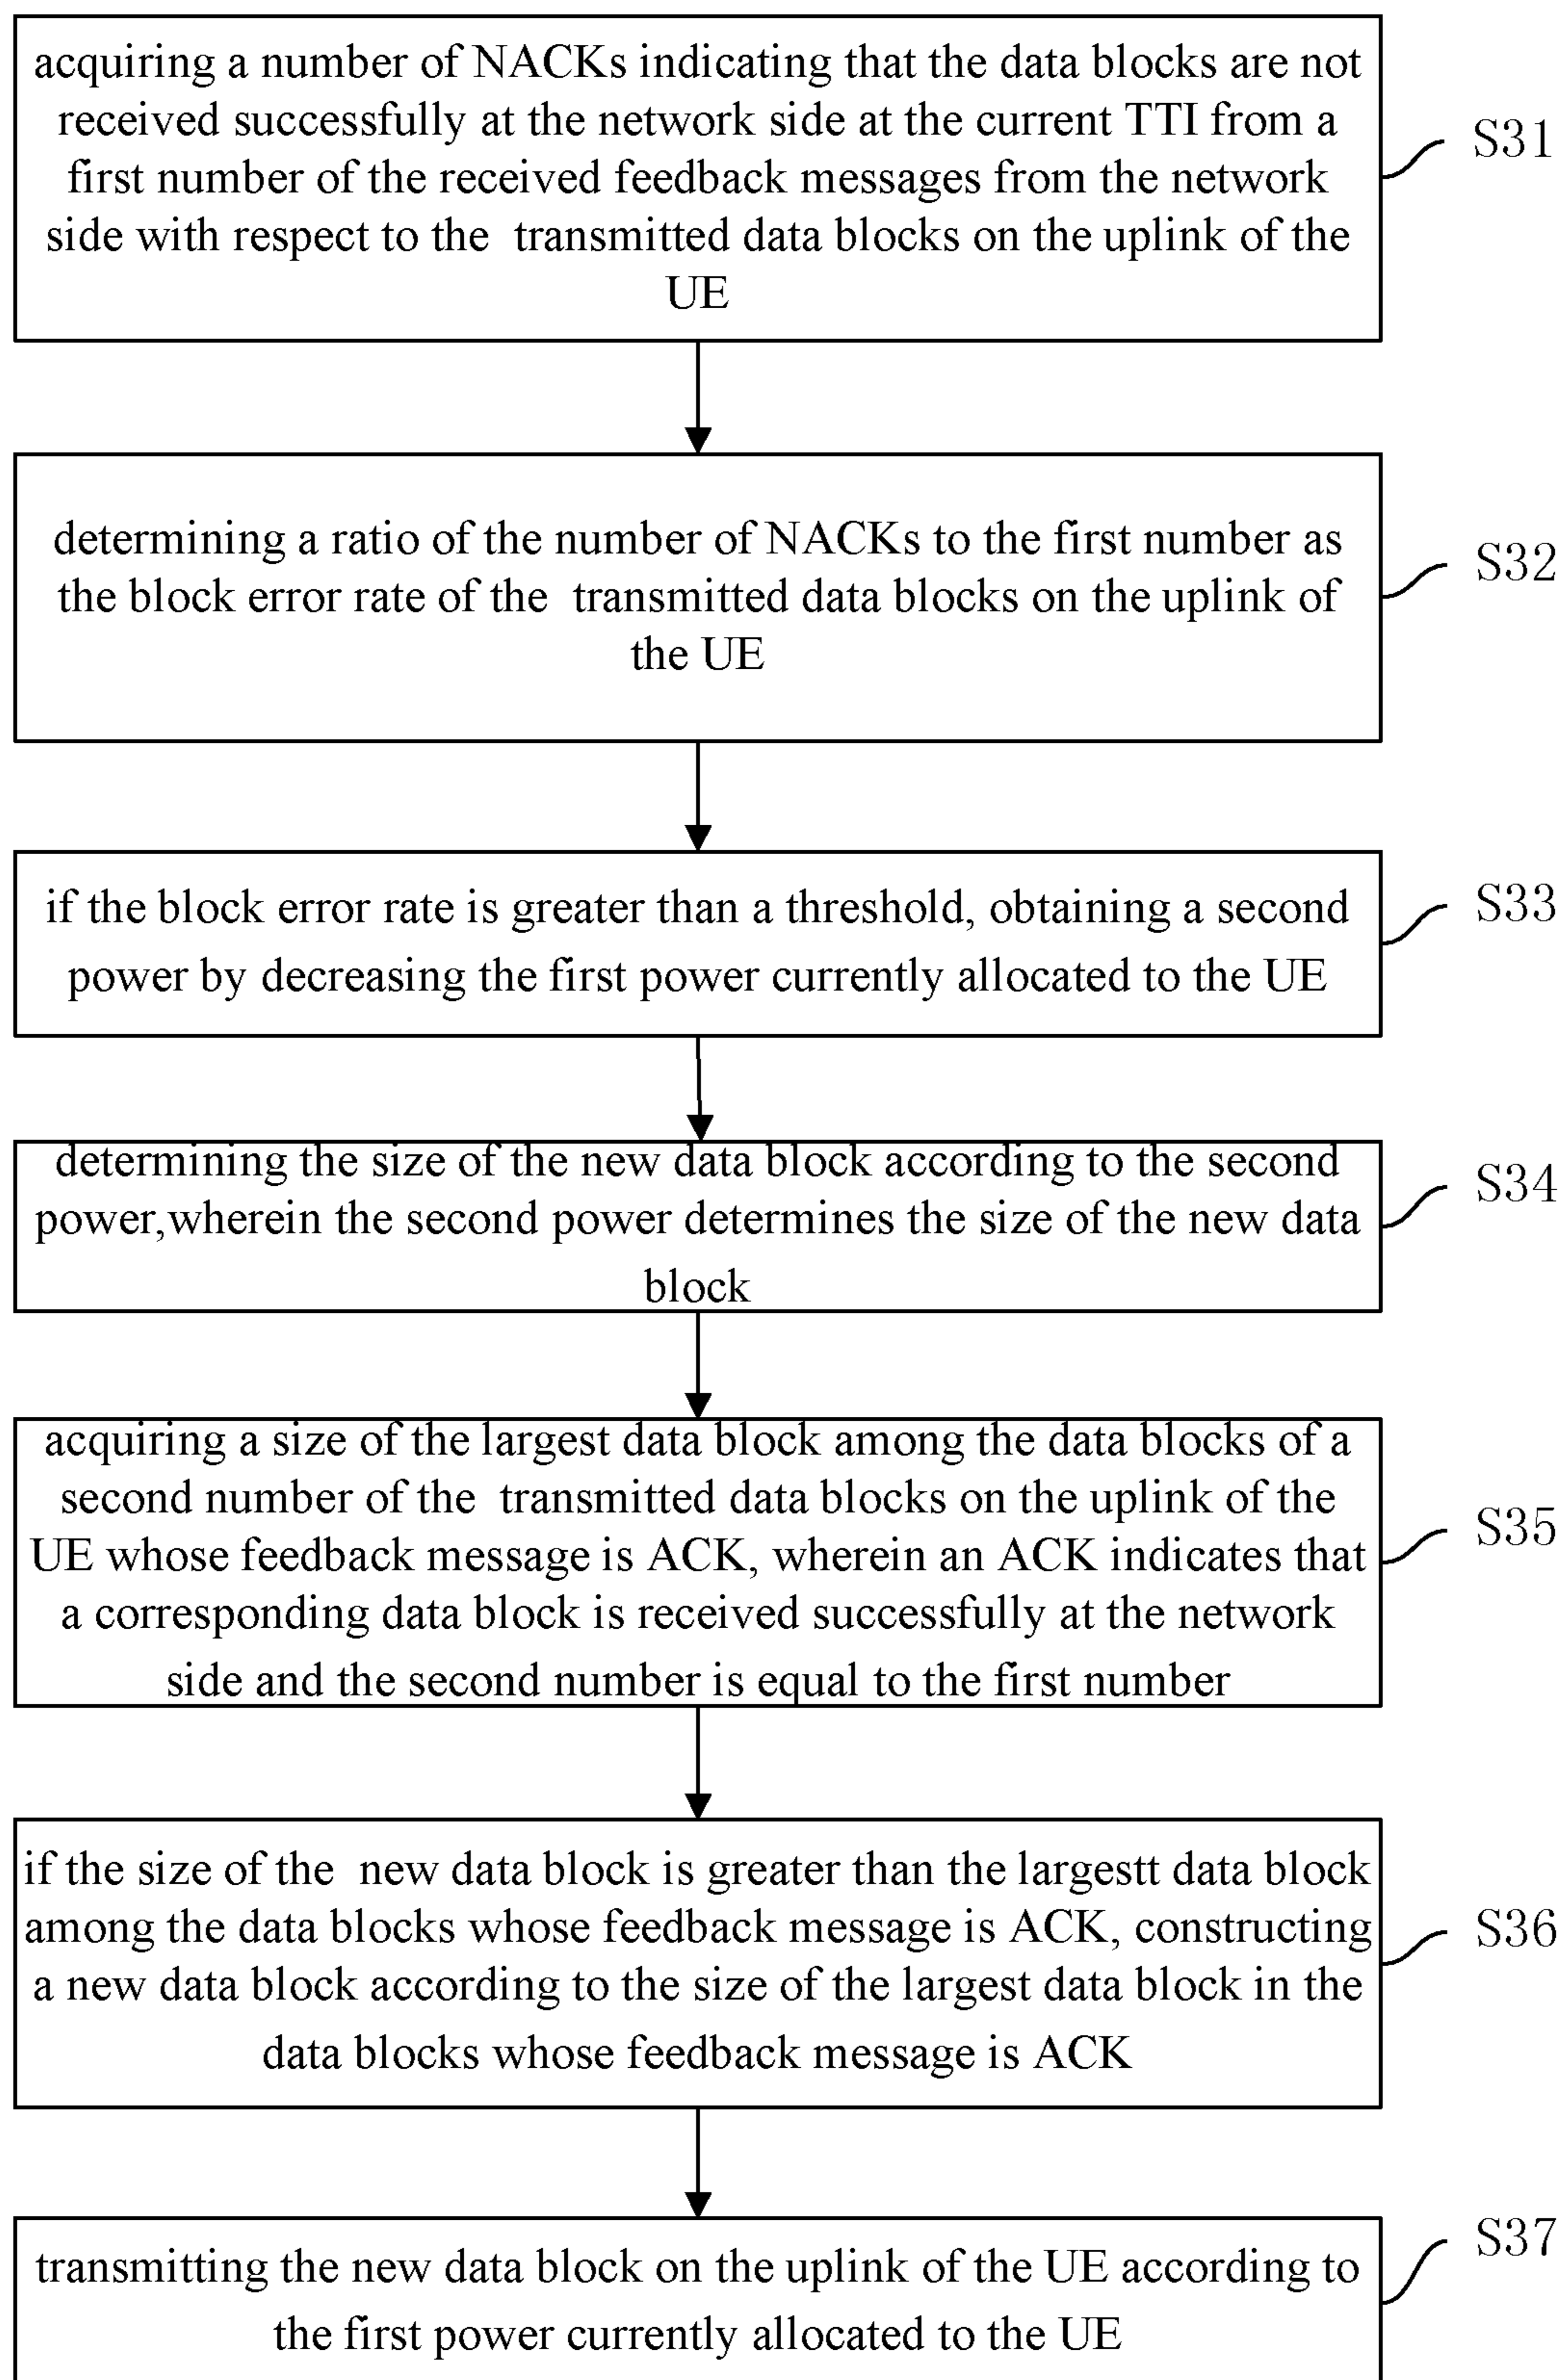 acquiring a number of NACKs indicating that the data blocks are not
received successfully at the network side at the current TTI from a
first number of the received feedback messages from the network
side with respect to the transmitted data blocks on the uplink of the
UE
S31
determining a ratio of the number of NACKs to the first number as
the block error rate of the transmitted data blocks on the uplink of
the UE
S32
if the block error rate is greater than a threshold, obtaining a second
power by decreasing the first power currently allocated to the UE
S33
determining the size of the new data block according to the second
power,wherein the second power determines the size of the new data
block
S34
acquiring a size of the largest data block among the data blocks of a
second number of the transmitted data blocks on the uplink of the
UE whose feedback message is ACK, wherein an ACK indicates that
a corresponding data block is received successfully at the network
side and the second number is equal to the first number
S35
if the size of the new data block is greater than the largestt data block
among the data blocks whose feedback message is ACK, constructing
a new data block according to the size of the largest data block in the
data blocks whose feedback message is ACK
S36
transmitting the new data block on the uplink of the UE according to
the first power currently allocated to the UE
S37